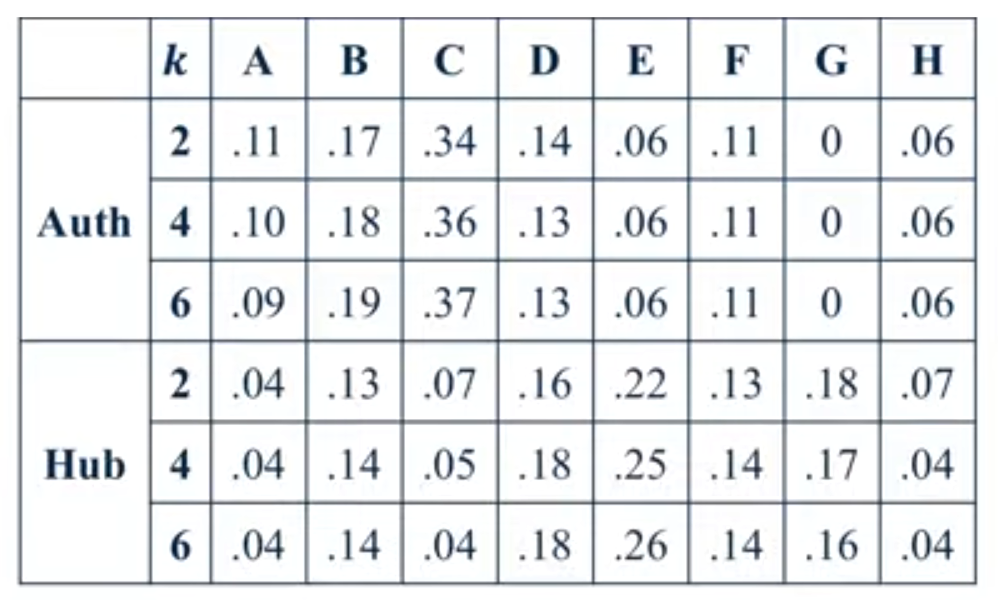 k A B C D E F G H
Auth 2 .11 .17 .34 .14 .06 .11 0 .06
4 .10 .18 .36 .13 .06 .11 0 .06
6 .09 .19 .37 .13 .06 .11 0 .06
Hub 2 .04 .13 .07 .16 .22 .13 .18 .07
4 .04 .14 .05 .18 .25 .14 .17 .04
6 .04 .14 .04 .18 .26 .14 .16 .04